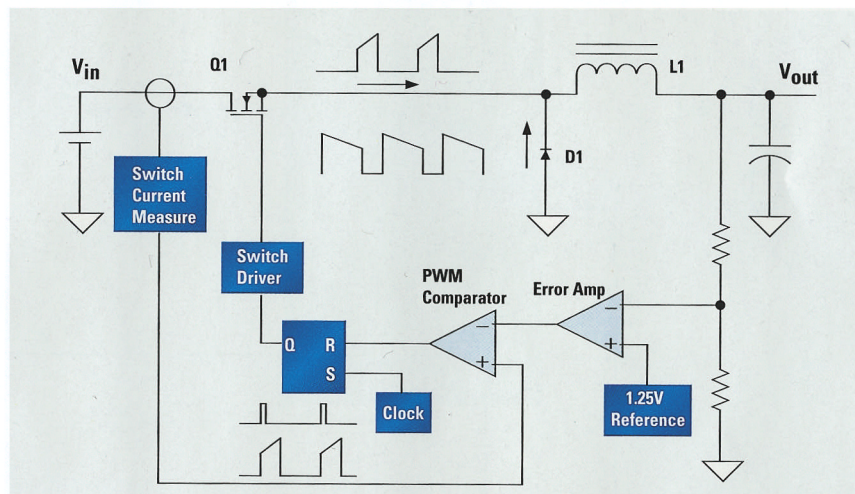 Vin
Q1
L1
Vout
D1
Switch
Current
Measure
Switch
Driver
PWM
Comparator
Error Amp
−
+
−
+
Q
R
S
Clock
1.25V
Reference